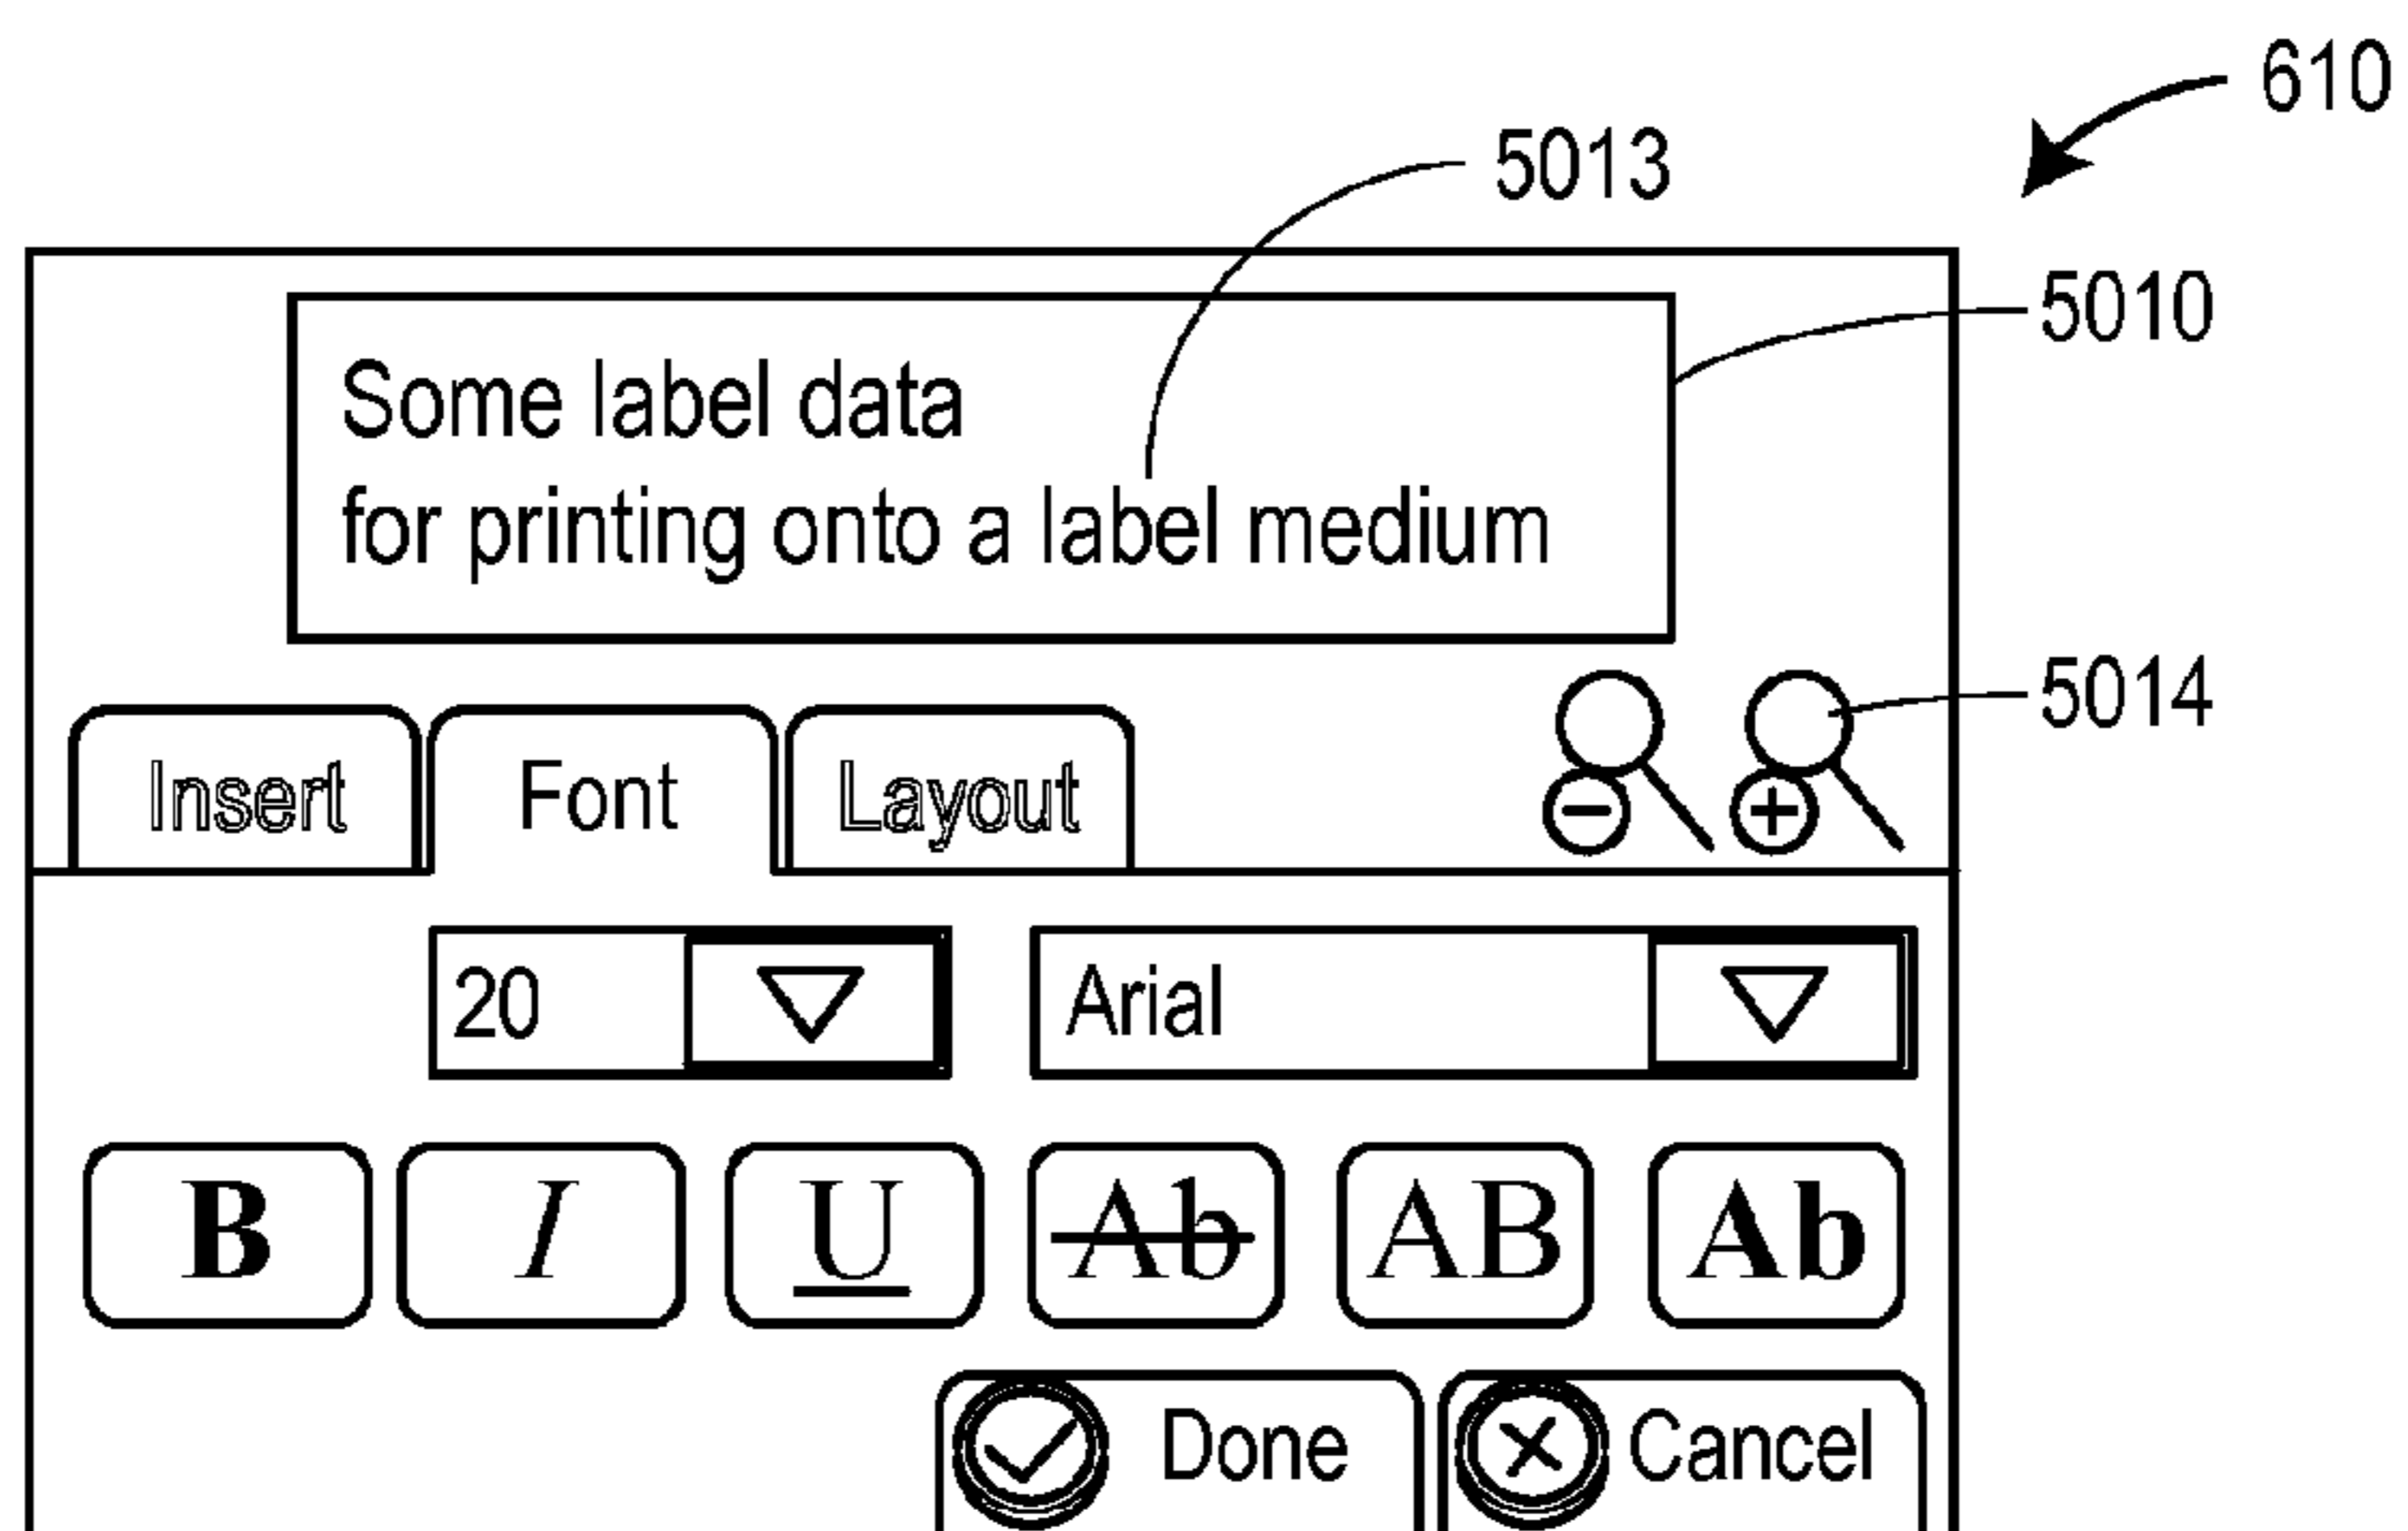 610
5013
5010
Some label data
for printing onto a label medium
5014
Insert Font Layout
20 Arial
B I U Ab AB Ab
Done Cancel